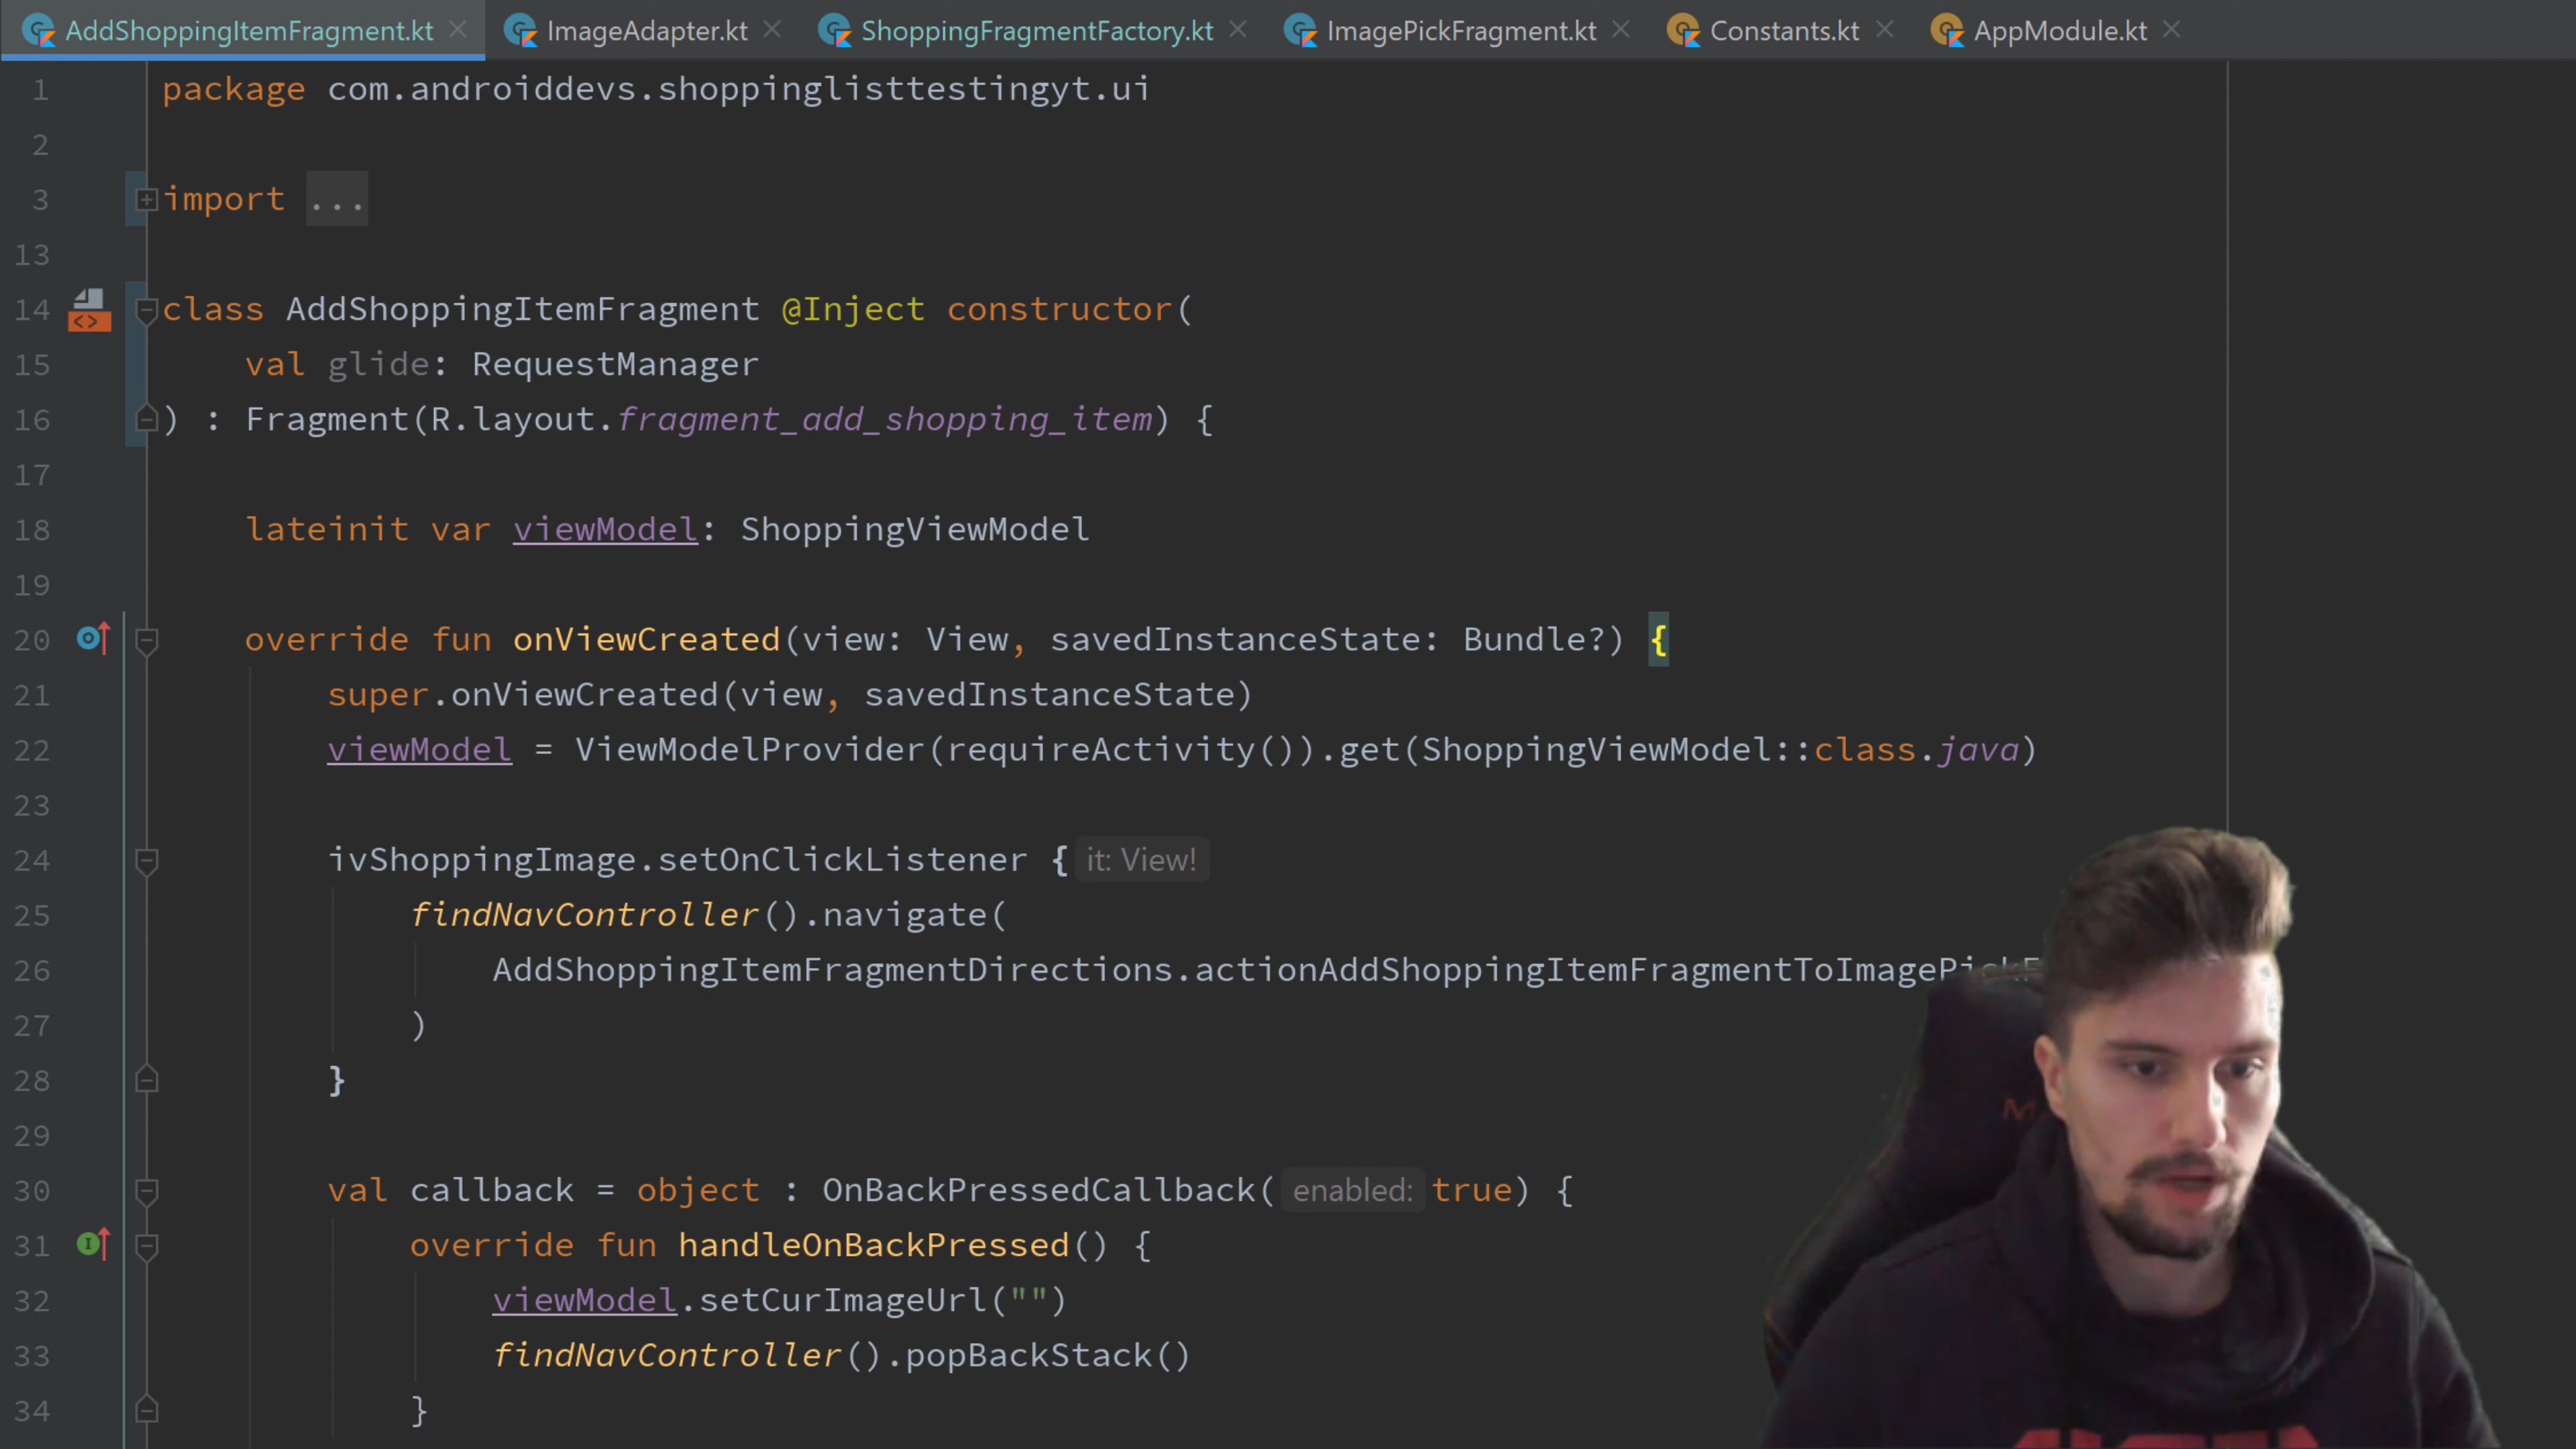 AddShoppingItemFragment.kt ImageAdapter.kt ShoppingFragmentFactory.kt ImagePickFragment.kt Constants.kt AppModule.kt
1 package com.androiddevs.shoppinglisttestingyt.ui
2
3 import ...
13
14 class AddShoppingItemFragment @Inject constructor(
15 val glide: RequestManager
16 ) : Fragment(R.layout.fragment_add_shopping_item) {
17
18 lateinit var viewModel: ShoppingViewModel
19
20 override fun onViewCreated(view: View, savedInstanceState: Bundle?) {
21 super.onViewCreated(view, savedInstanceState)
22 viewModel = ViewModelProvider(requireActivity()).get(ShoppingViewModel::class.java)
23
24 ivShoppingImage.setOnClickListener { it: View!
25 findNavController().navigate(
26 AddShoppingItemFragmentDirections.actionAddShoppingItemFragmentToImagePickF
27 )
28 }
29
30 val callback = object : OnBackPressedCallback( enabled: true) {
31 override fun handleOnBackPressed() {
32 viewModel.setCurImageUrl("")
33 findNavController().popBackStack()
34 }